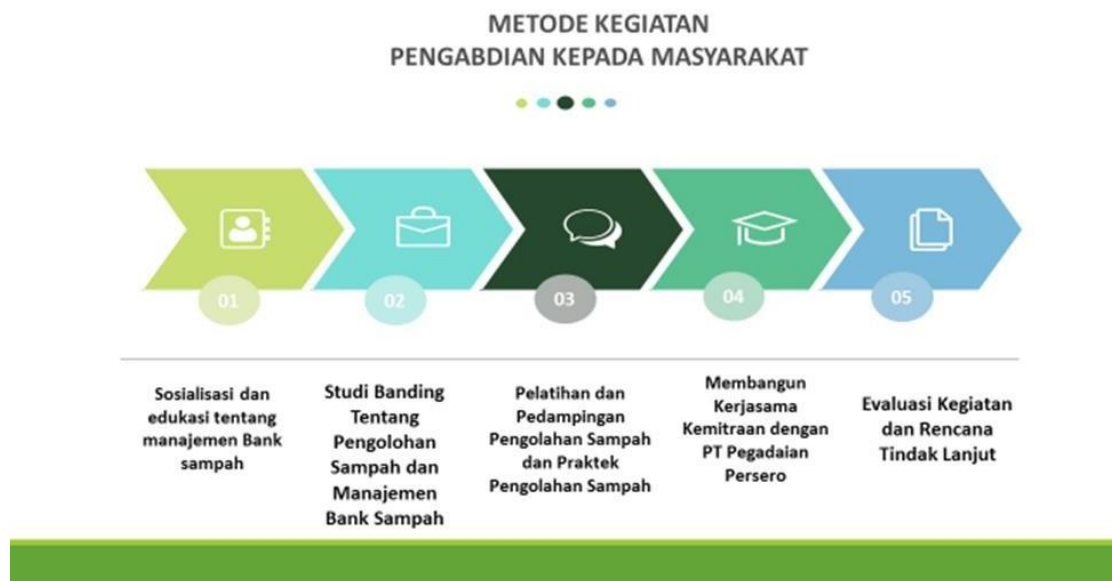 METODE KEGIATAN
PENGABDIAN KEPADA MASYARAKAT
01
02
03
04
05
Sosialisasi dan
edukasi tentang
manajemen Bank
sampah
Studi Banding
Tentang
Pengolohan
Sampah dan
Manajemen
Bank Sampah
Pelatihan dan
Pedampingan
Pengolahan Sampah
dan Praktek
Pengolahan Sampah
Membangun
Kerjasama
Kemitraan dengan
PT Pegadaian
Persero
Evaluasi Kegiatan
dan Rencana
Tindak Lanjut